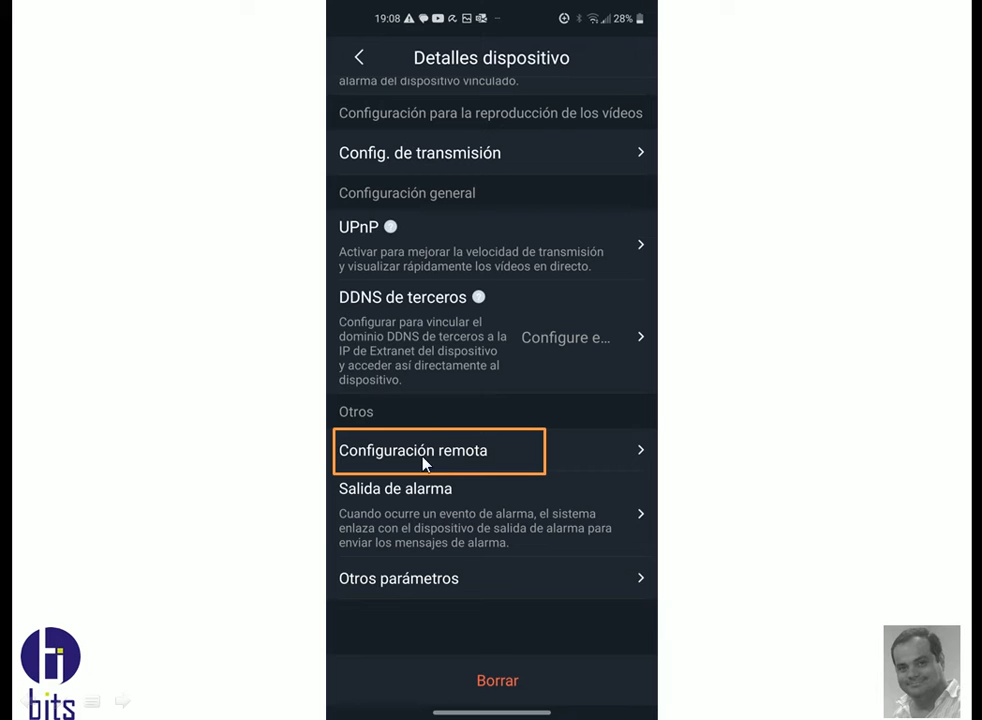 19:08 28%
Detalles dispositivo
alarma del dispositivo vinculado.
Configuración para la reproducción de los vídeos
Config. de transmisión
Configuración general
UPnP ?
Activar para mejorar la velocidad de transmisión
y visualizar rápidamente los vídeos en directo.
DDNS de terceros ?
Configurar para vincular el
dominio DDNS de terceros a la
IP de Extranet del dispositivo
y acceder así directamente al
dispositivo.
Configure e...
Otros
Configuración remota
Salida de alarma
Cuando ocurre un evento de alarma, el sistema
enlaza con el dispositivo de salida de alarma para
enviar los mensajes de alarma.
Otros parámetros
Borrar
bits